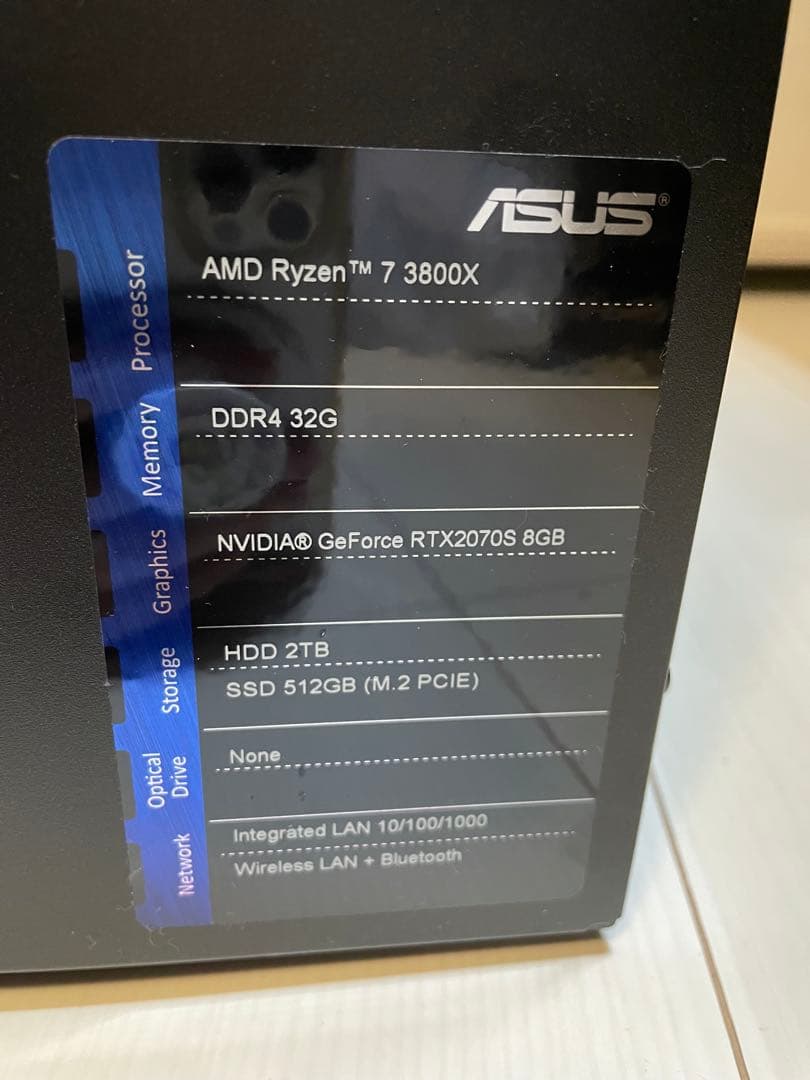 ASUS®
Processor
AMD Ryzen™ 7 3800X
Memory
DDR4 32G
Graphics
NVIDIA® GeForce RTX2070S 8GB
Storage
HDD 2TB
SSD 512GB (M.2 PCIE)
Optical
Drive
None
Network
Integrated LAN 10/100/1000
Wireless LAN + Bluetooth